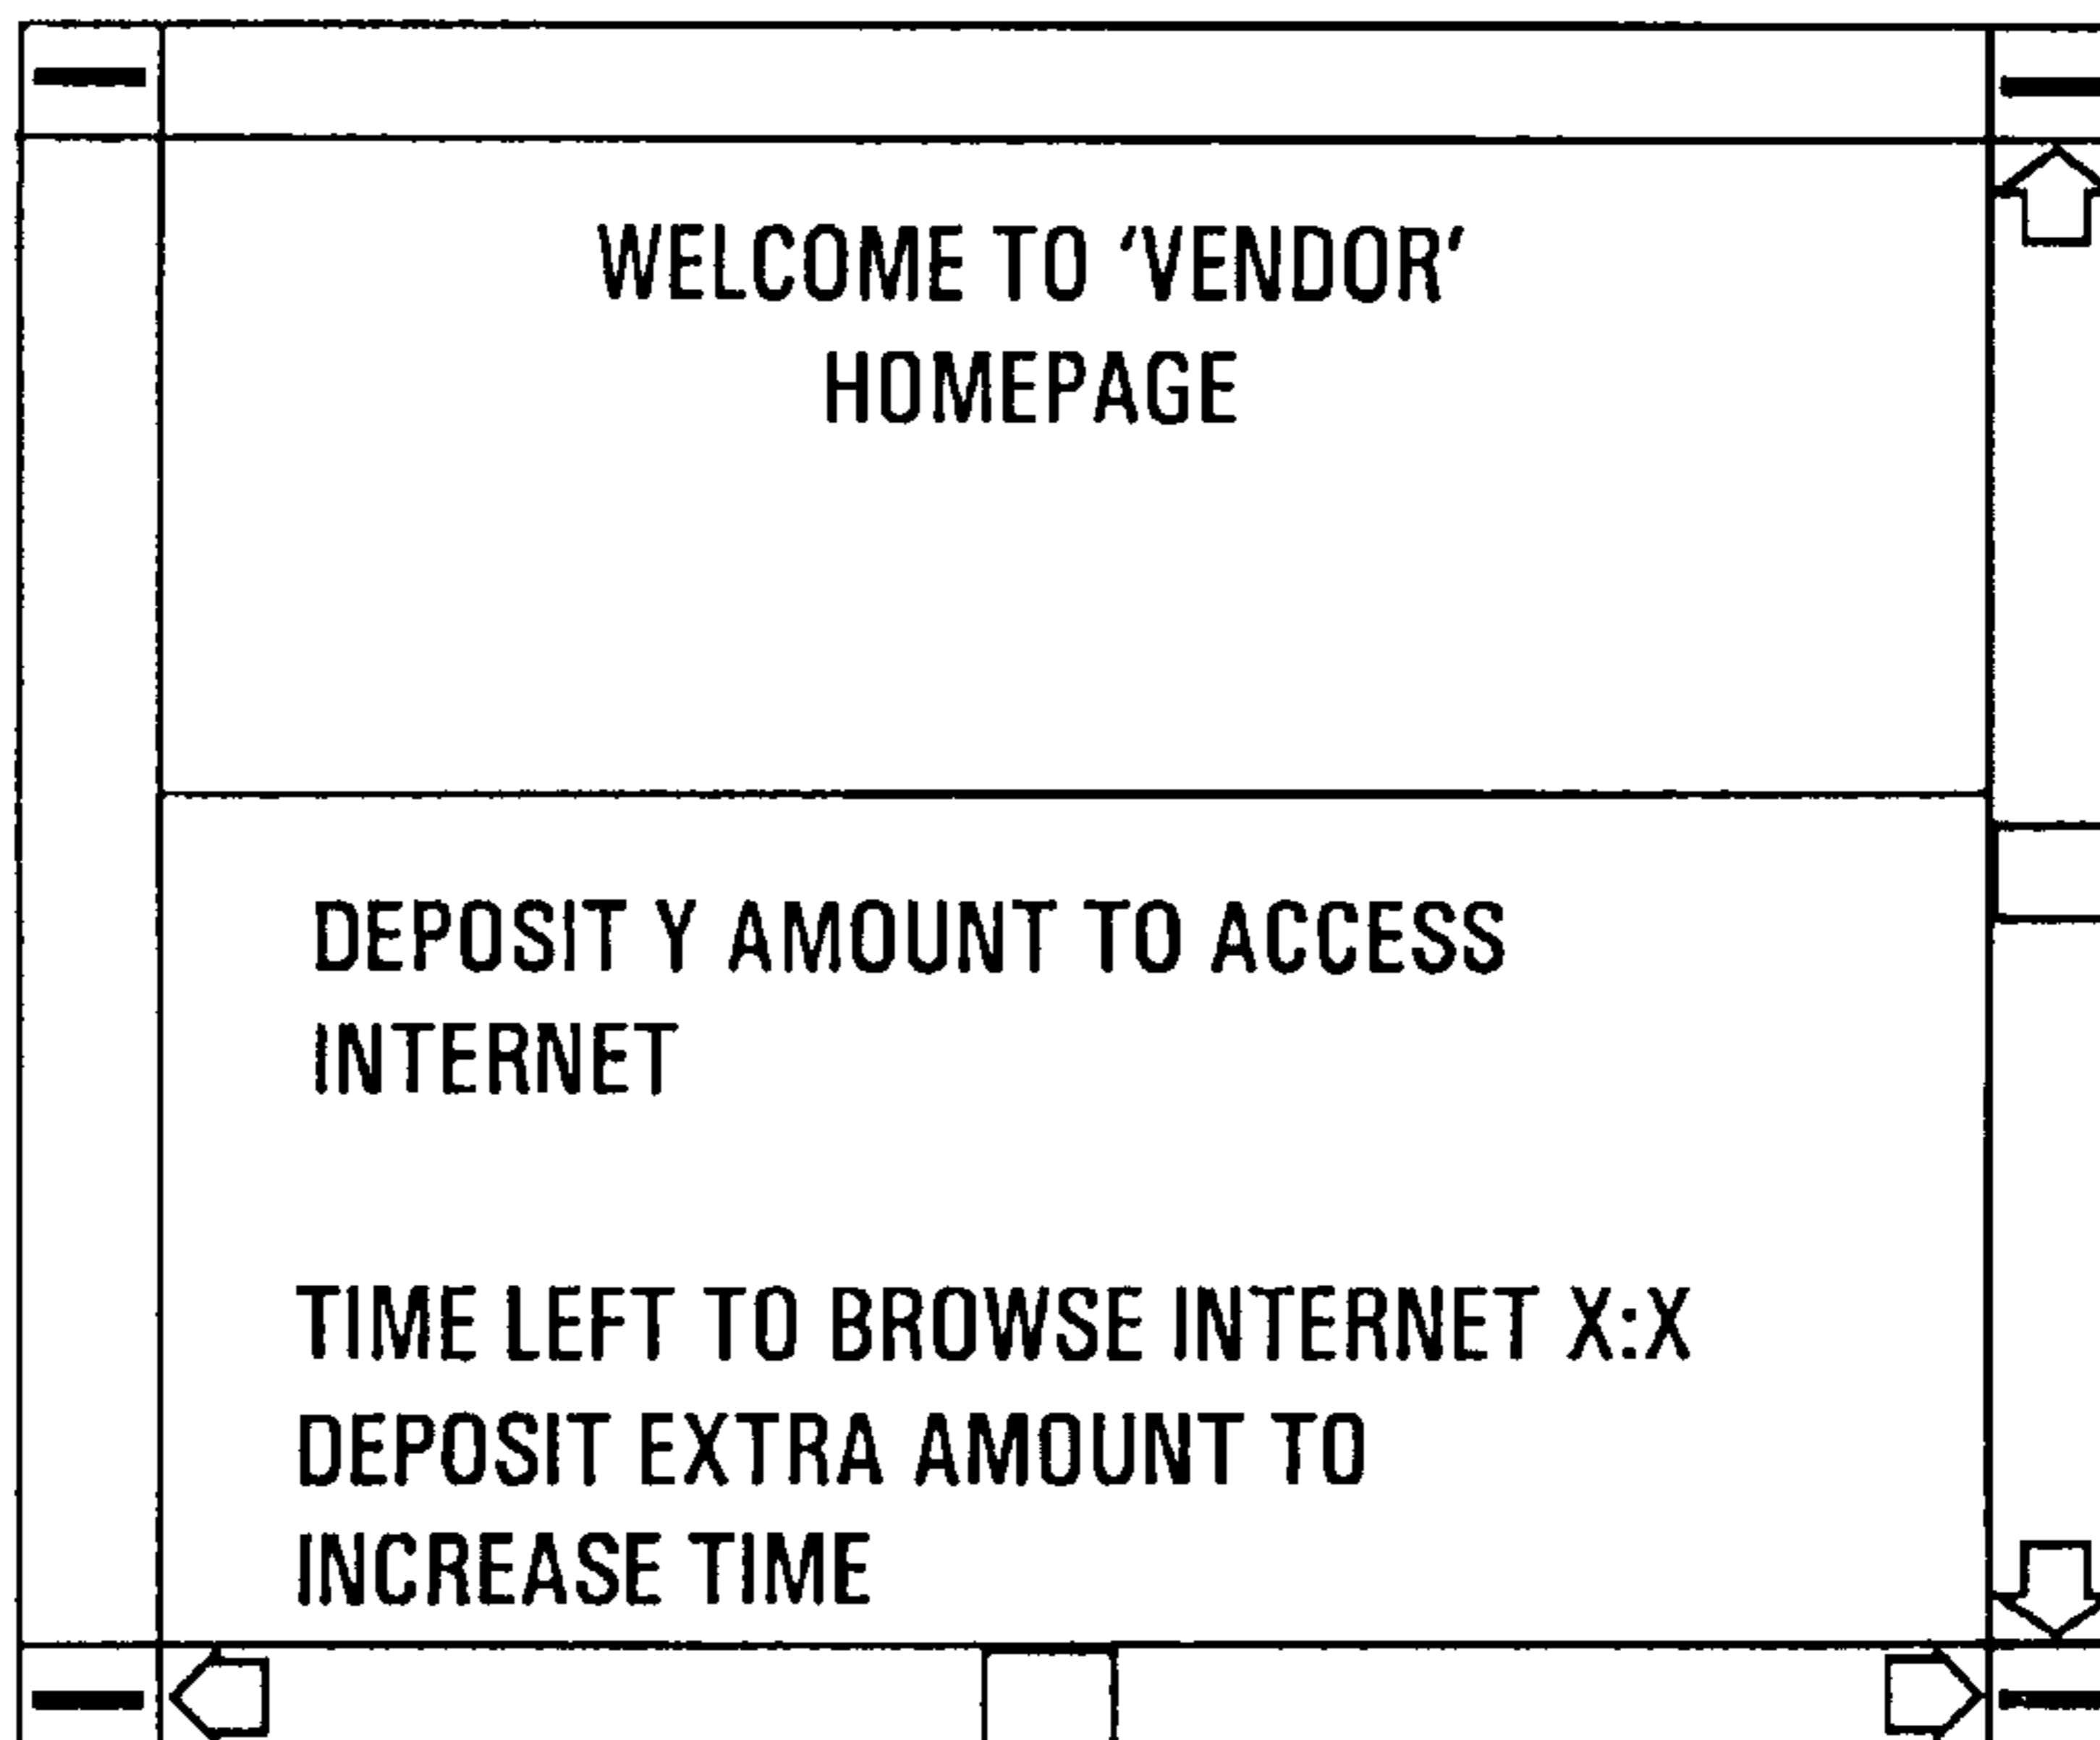 WELCOME TO 'VENDOR'
HOMEPAGE
DEPOSIT Y AMOUNT TO ACCESS
INTERNET
TIME LEFT TO BROWSE INTERNET X:X
DEPOSIT EXTRA AMOUNT TO
INCREASE TIME